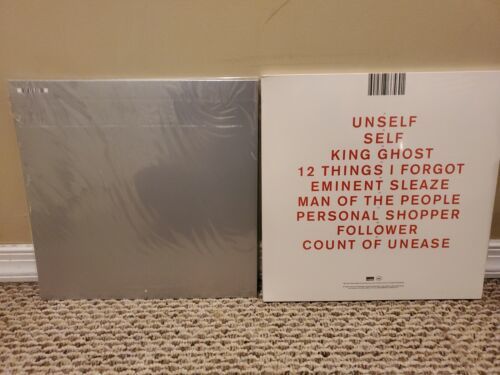 UNSELF
SELF
KING GHOST
12 THINGS I FORGOT
EMINENT SLEAZE
MAN OF THE PEOPLE
PERSONAL SHOPPER
FOLLOWER
COUNT OF UNEASE